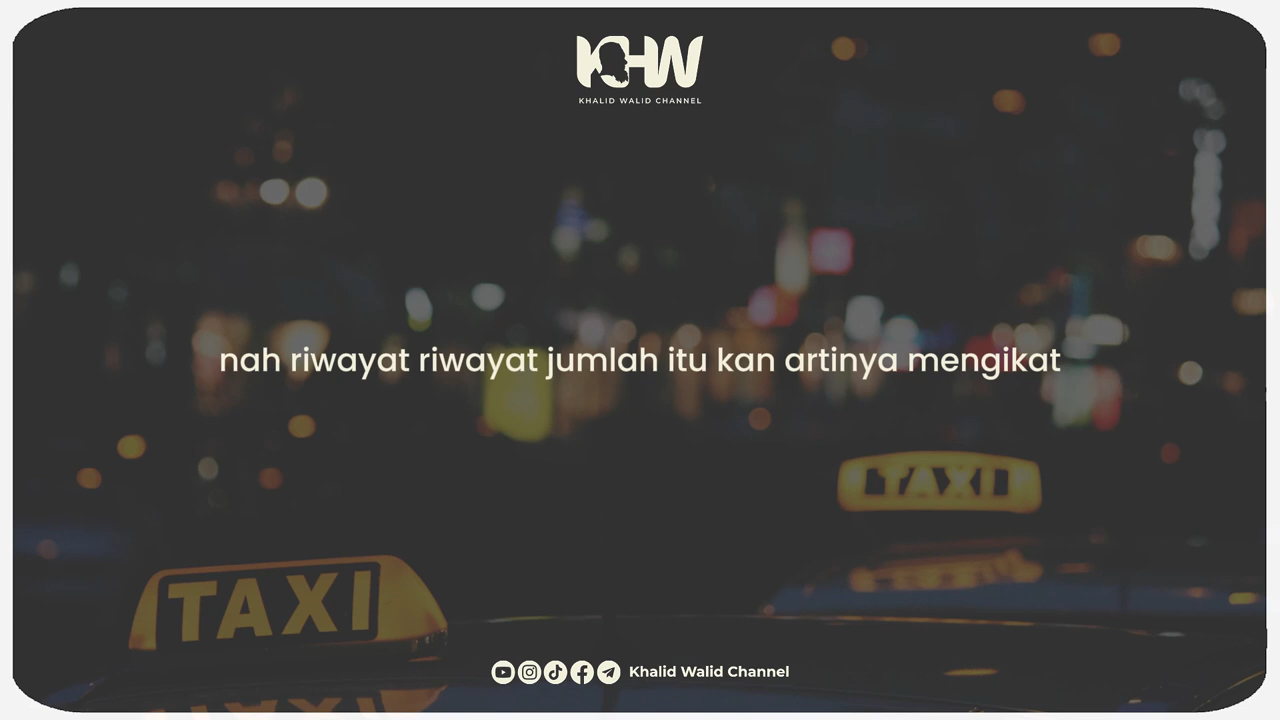 KHW
KHALID WALID CHANNEL
nah riwayat riwayat jumlah itu kan artinya mengikat
TAXI
TAXI
Khalid Walid Channel